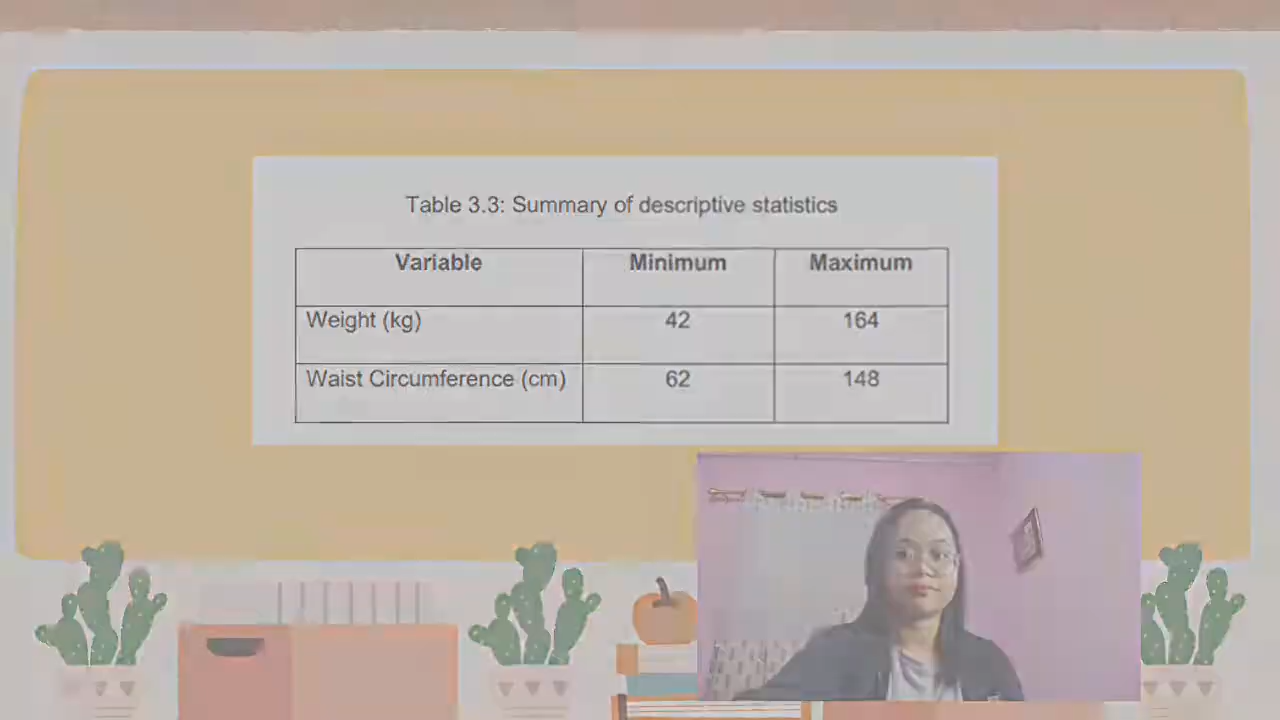 Table 3.3: Summary of descriptive statistics
Variable Minimum Maximum
Weight (kg) 42 164
Waist Circumference (cm) 62 148